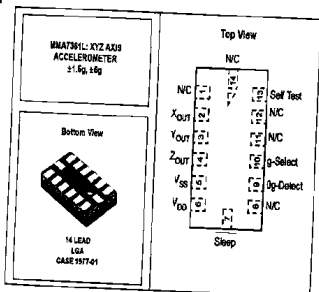 MMA7361L: XYZ AXIS
ACCELEROMETER
±1.5g, ±6g
Bottom View
14 LEAD
LGA
CASE 1977-01
Top View
N/C
14
N/C 1 13 Self Test
XOUT 2 12 N/C
YOUT 3 11 N/C
ZOUT 4 10 g-Select
VSS 5 9 0g-Detect
VDD 6 8 N/C
7
Sleep